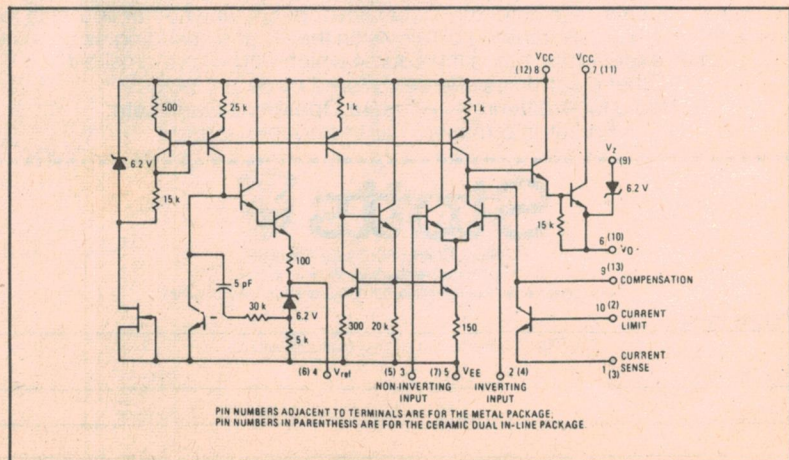 VCC VCC
(12) 8 7 (11)
500 25 k 1 k 1 k
Vz
(9)
6.2 V 6.2 V
15 k 15 k
6 (10)
VO
100
9 (13)
COMPENSATION
5 pF
10 (2)
CURRENT
LIMIT
30 k 6.2 V
300 20 k 150
5 k
CURRENT
SENSE
1 (3)
(6) 4 Vref (5) 3 (7) 5 VEE 2 (4)
NON-INVERTING INVERTING
INPUT INPUT
PIN NUMBERS ADJACENT TO TERMINALS ARE FOR THE METAL PACKAGE,
PIN NUMBERS IN PARENTHESIS ARE FOR THE CERAMIC DUAL IN-LINE PACKAGE.